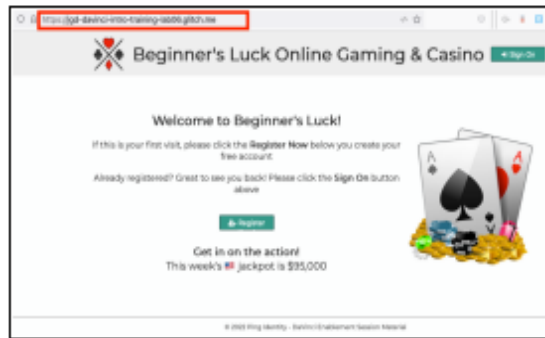 https://jgd-davinci-intro-training-lab06.glitch.me
Beginner's Luck Online Gaming & Casino
Sign On
Welcome to Beginner's Luck!
If this is your first visit, please click the Register Now below you create your
free account
Already registered? Great to see you back! Please click the Sign On button
above
Register
Get in on the action!
This week's jackpot is $95,000
A
A
© 2023 Ping Identity - DaVinci Enablement Session Material